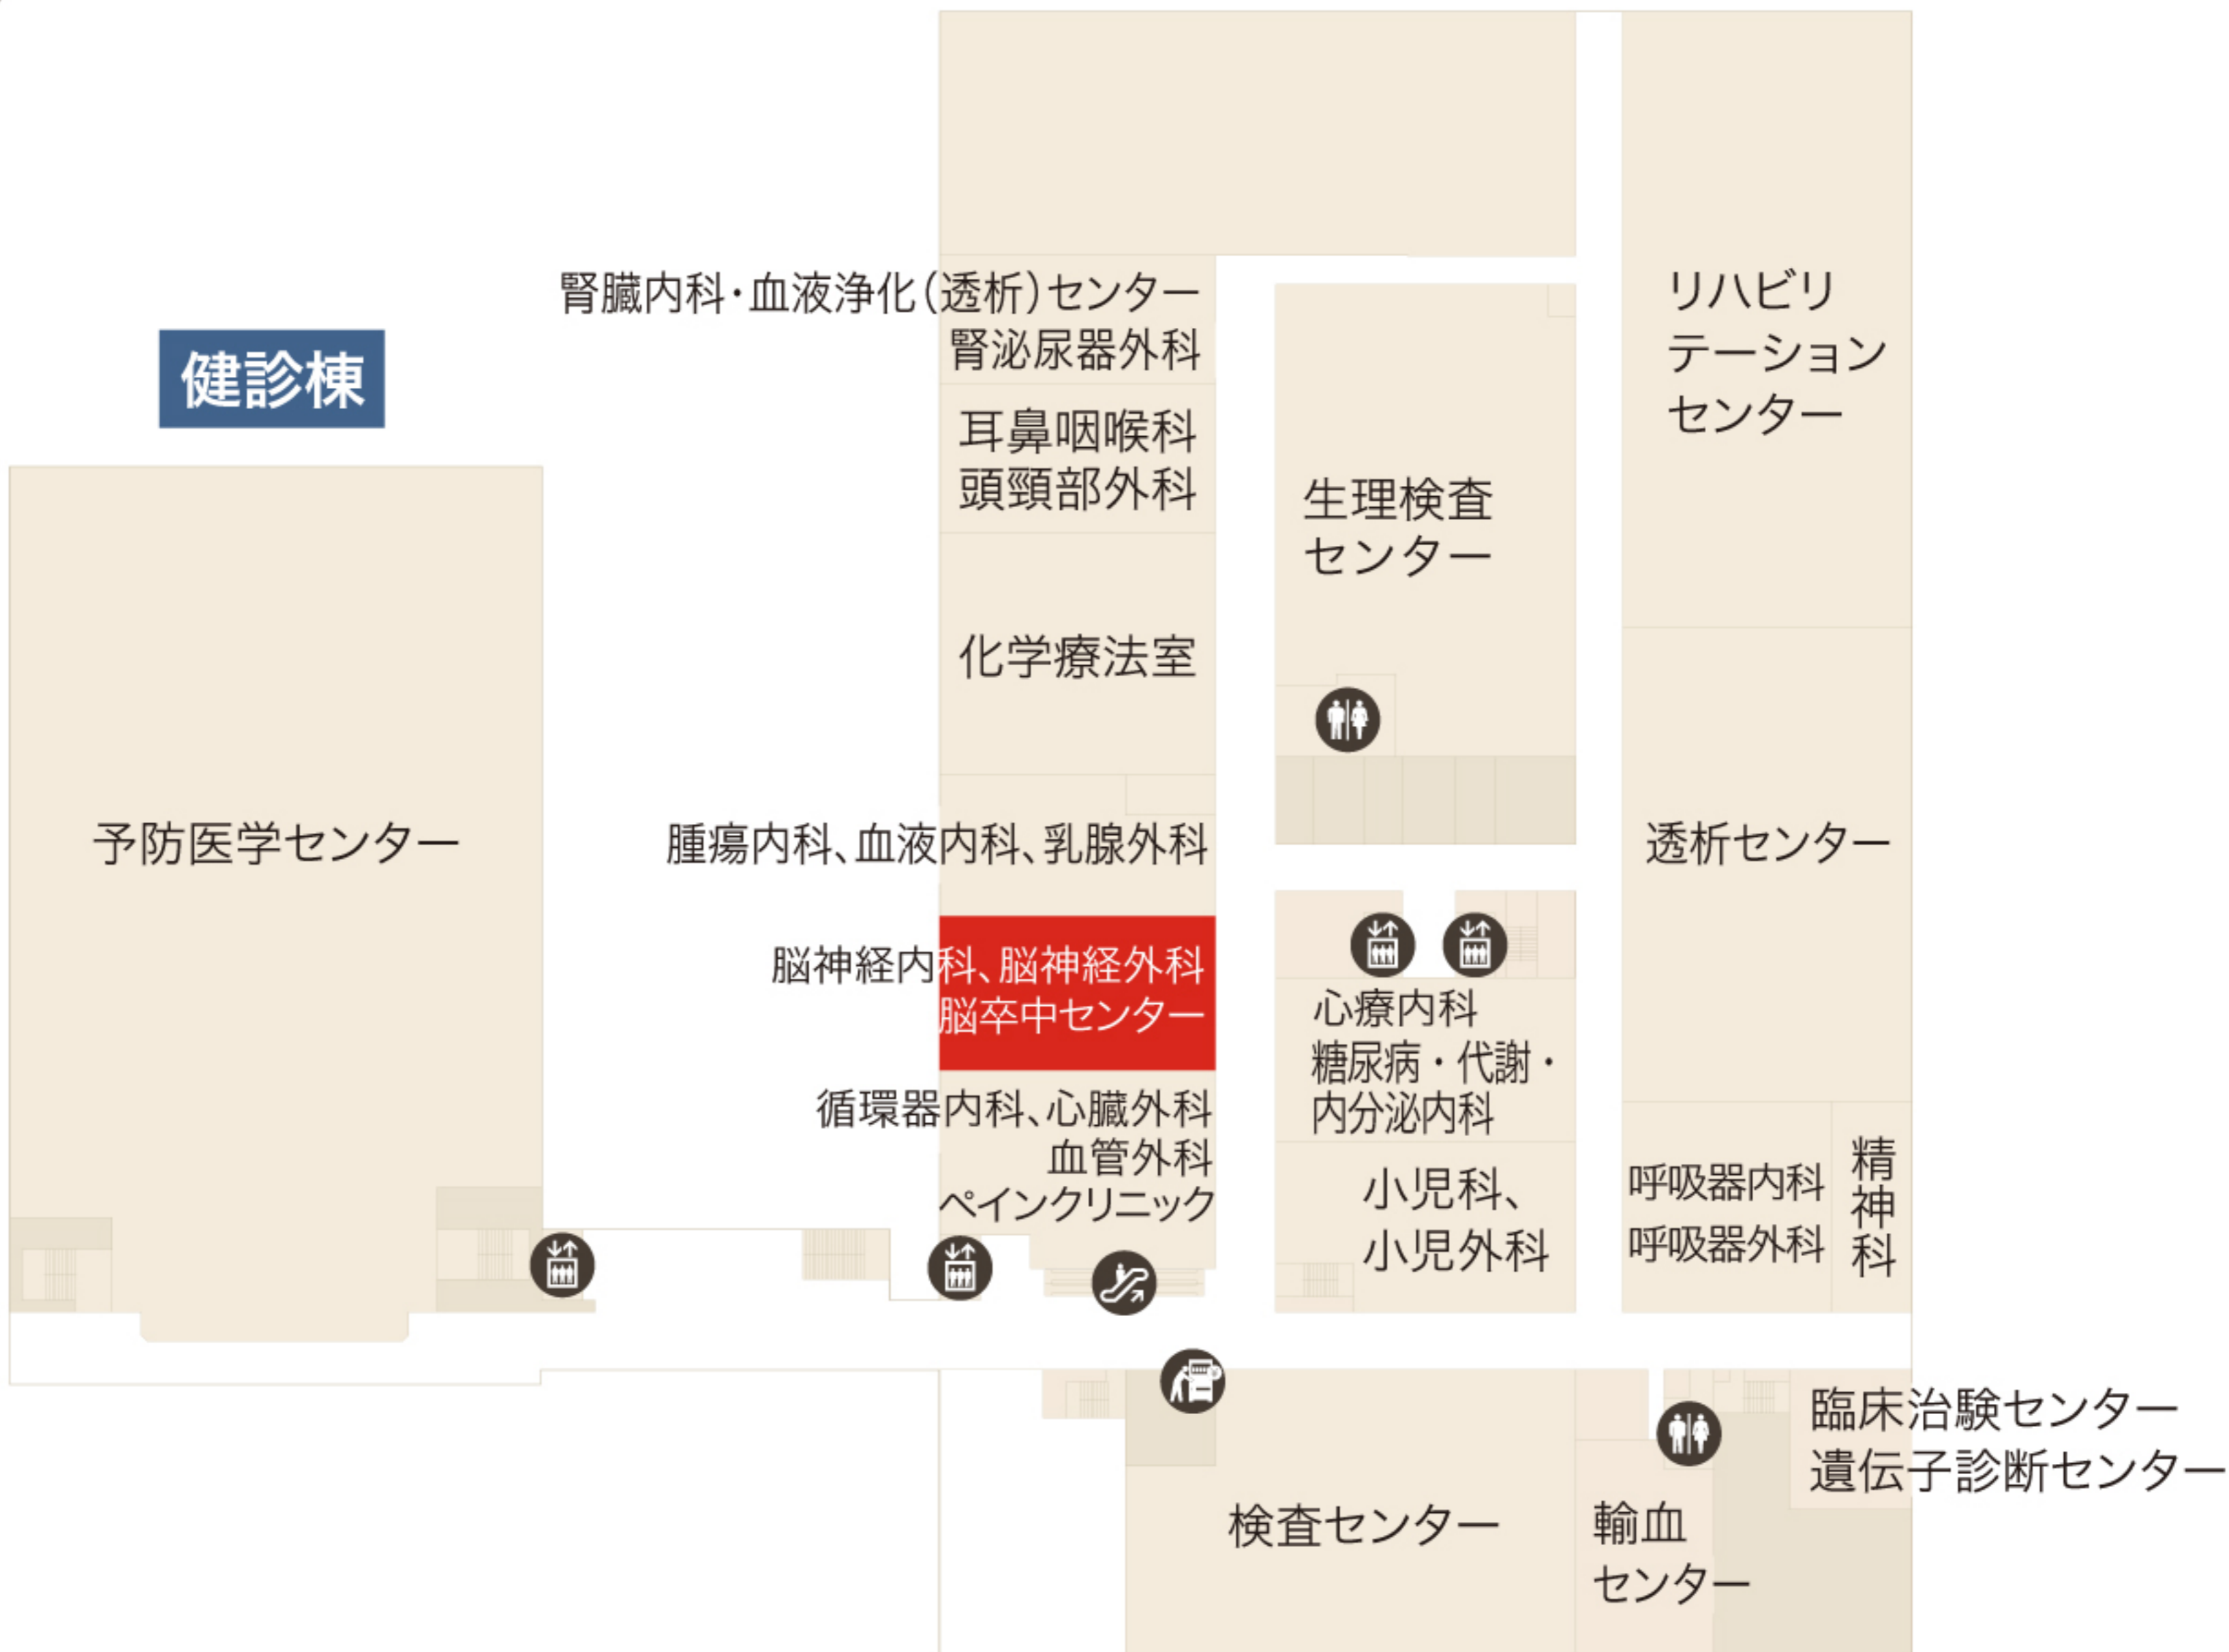 健診棟
予防医学センター
腎臓内科・血液浄化(透析)センター
腎泌尿器外科
耳鼻咽喉科
頭頸部外科
化学療法室
腫瘍内科、血液内科、乳腺外科
脳神経内科、脳神経外科
脳卒中センター
循環器内科、心臓外科
血管外科
ペインクリニック
生理検査
センター
心療内科
糖尿病・代謝・
内分泌内科
小児科、
小児外科
リハビリ
テーション
センター
透析センター
呼吸器内科
呼吸器外科
精神科
検査センター
輸血
センター
臨床治験センター
遺伝子診断センター